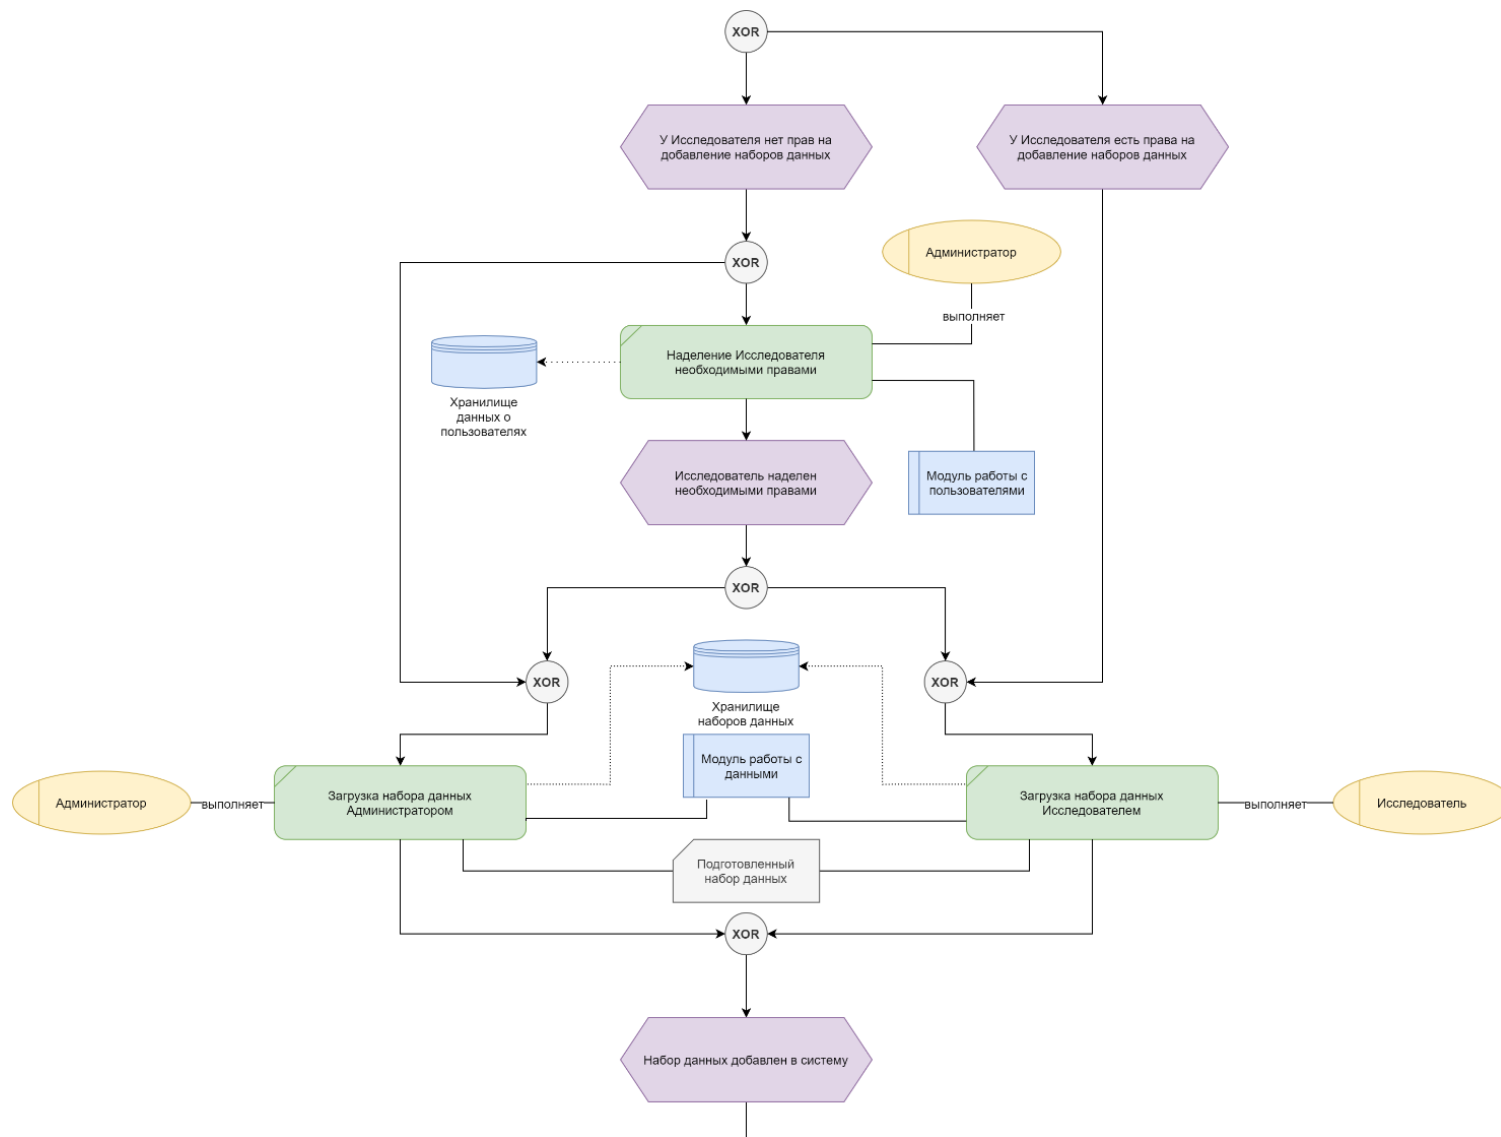 XOR
У Исследователя нет прав на
добавление наборов данных
У Исследователя есть права на
добавление наборов данных
XOR
Администратор
выполняет
Наделение Исследователя
необходимыми правами
Хранилище
данных о
пользователях
Исследователь наделен
необходимыми правами
Модуль работы с
пользователями
XOR
XOR
XOR
Хранилище
наборов данных
Модуль работы с
данными
Администратор
выполняет
Загрузка набора данных
Администратором
Загрузка набора данных
Исследователем
выполняет
Исследователь
Подготовленный
набор данных
XOR
Набор данных добавлен в систему